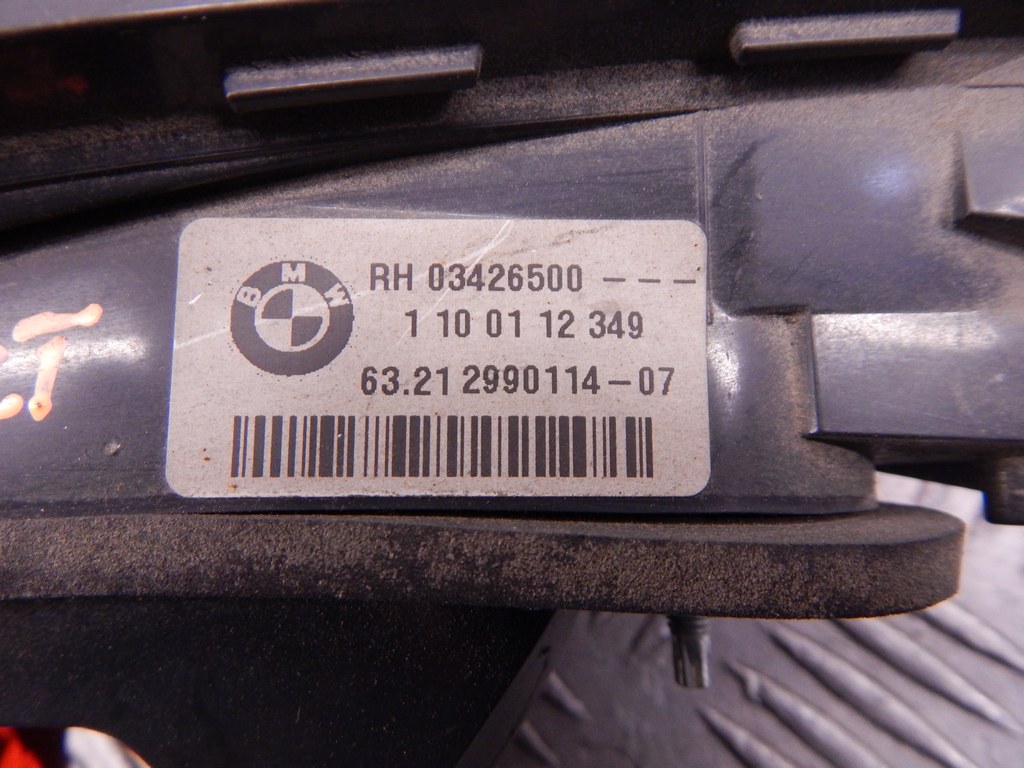 BMW
RH 03426500 – – –
1 10 01 12 349
63.21 2990114–07